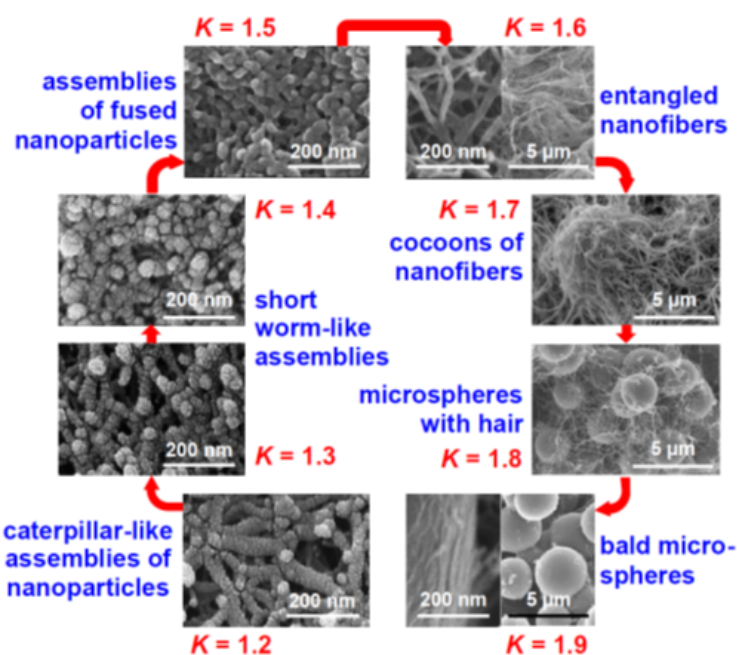 K = 1.5
K = 1.6
assemblies
of fused
nanoparticles
200 nm
200 nm
5 µm
entangled
nanofibers
K = 1.4
200 nm
short
worm-like
assemblies
K = 1.7
cocoons of
nanofibers
5 µm
200 nm
K = 1.3
microspheres
with hair
K = 1.8
5 µm
caterpillar-like
assemblies of
nanoparticles
200 nm
K = 1.2
200 nm
5 µm
bald micro-
spheres
K = 1.9